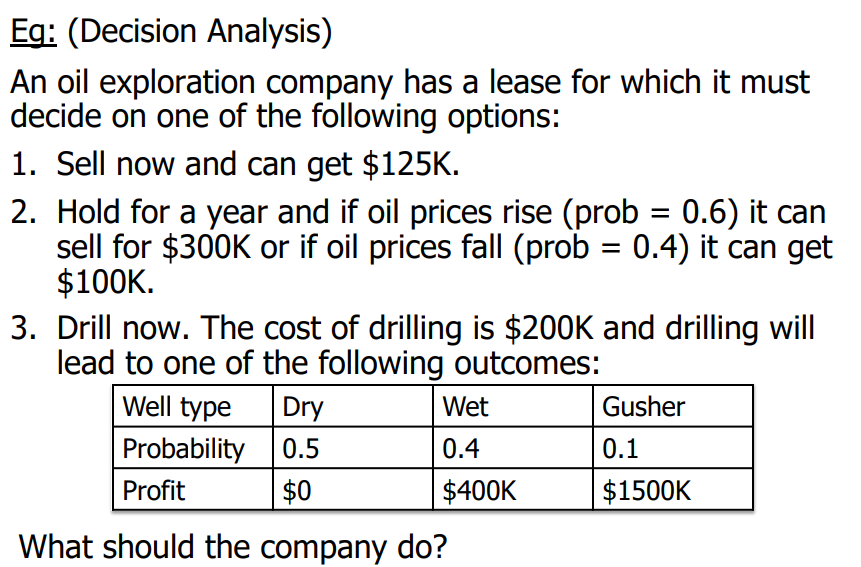 Eg: (Decision Analysis)
An oil exploration company has a lease for which it must
decide on one of the following options:
1. Sell now and can get $125K.
2. Hold for a year and if oil prices rise (prob = 0.6) it can
sell for $300K or if oil prices fall (prob = 0.4) it can get
$100K.
3. Drill now. The cost of drilling is $200K and drilling will
lead to one of the following outcomes:
Well type Dry Wet Gusher
Probability 0.5 0.4 0.1
Profit $0 $400K $1500K
What should the company do?